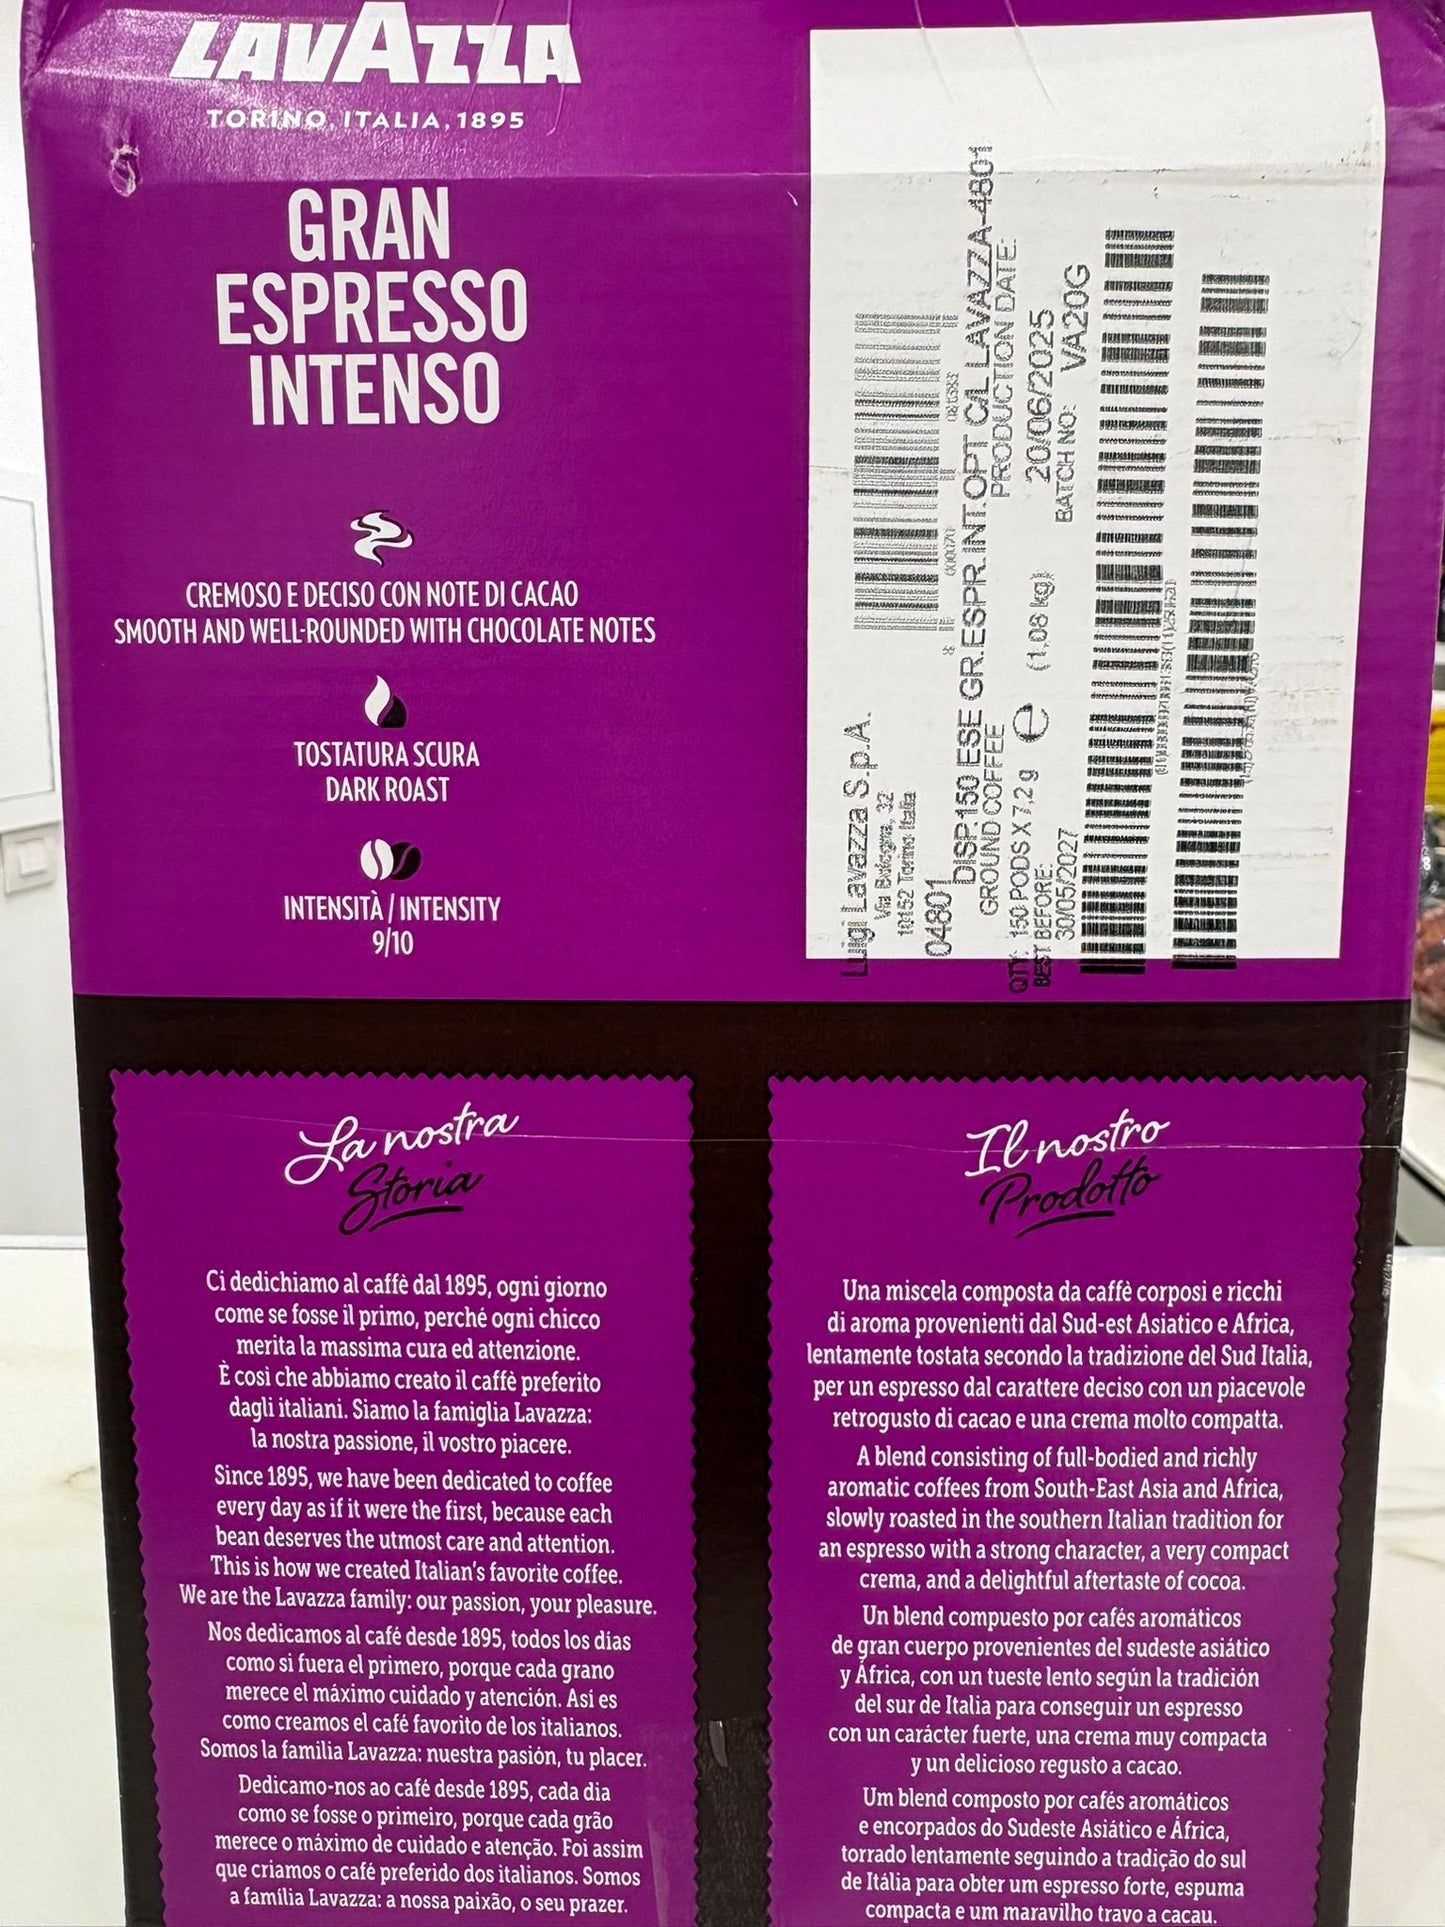 LAVAZZA
TORINO, ITALIA, 1895
GRAN
ESPRESSO
INTENSO
CREMOSO E DECISO CON NOTE DI CACAO
SMOOTH AND WELL-ROUNDED WITH CHOCOLATE NOTES
TOSTATURA SCURA
DARK ROAST
INTENSITÀ / INTENSITY
9/10
Luigi Lavazza S.p.A.
Via Bologna, 32
10152 Torino Italia
04801
DISP.150 ESE GR.ESPR.INT.OPT CA LAVAZZA-4801
GROUND COFFEE
PRODUCTION DATE:
QTY: 150 PODS X 7,2 g e (1,08 kg)
20/06/2025
BEST BEFORE:
BATCH NO:
30/05/2027
VA20G
La nostra
Storia
Ci dedichiamo al caffè dal 1895, ogni giorno
come se fosse il primo, perché ogni chicco
merita la massima cura ed attenzione.
È così che abbiamo creato il caffè preferito
dagli italiani. Siamo la famiglia Lavazza:
la nostra passione, il vostro piacere.
Since 1895, we have been dedicated to coffee
every day as if it were the first, because each
bean deserves the utmost care and attention.
This is how we created Italian's favorite coffee.
We are the Lavazza family: our passion, your pleasure.
Nos dedicamos al café desde 1895, todos los días
como si fuera el primero, porque cada grano
merece el máximo cuidado y atención. Así es
como creamos el café favorito de los italianos.
Somos la familia Lavazza: nuestra pasión, tu placer.
Dedicamo-nos ao café desde 1895, cada dia
como se fosse o primeiro, porque cada grão
merece o máximo de cuidado e atenção. Foi assim
que criamos o café preferido dos italianos. Somos
a família Lavazza: a nossa paixão, o seu prazer.
Il nostro
Prodotto
Una miscela composta da caffè corposi e ricchi
di aroma provenienti dal Sud-est Asiatico e Africa,
lentamente tostata secondo la tradizione del Sud Italia,
per un espresso dal carattere deciso con un piacevole
retrogusto di cacao e una crema molto compatta.
A blend consisting of full-bodied and richly
aromatic coffees from South-East Asia and Africa,
slowly roasted in the southern Italian tradition for
an espresso with a strong character, a very compact
crema, and a delightful aftertaste of cocoa.
Un blend compuesto por cafés aromáticos
de gran cuerpo provenientes del sudeste asiático
y África, con un tueste lento según la tradición
del sur de Italia para conseguir un espresso
con un carácter fuerte, una crema muy compacta
y un delicioso regusto a cacao.
Um blend composto por cafés aromáticos
e encorpados do Sudeste Asiático e África,
torrado lentamente seguindo a tradição do sul
de Itália para obter um espresso forte, espuma
compacta e um maravilho travo a cacau.